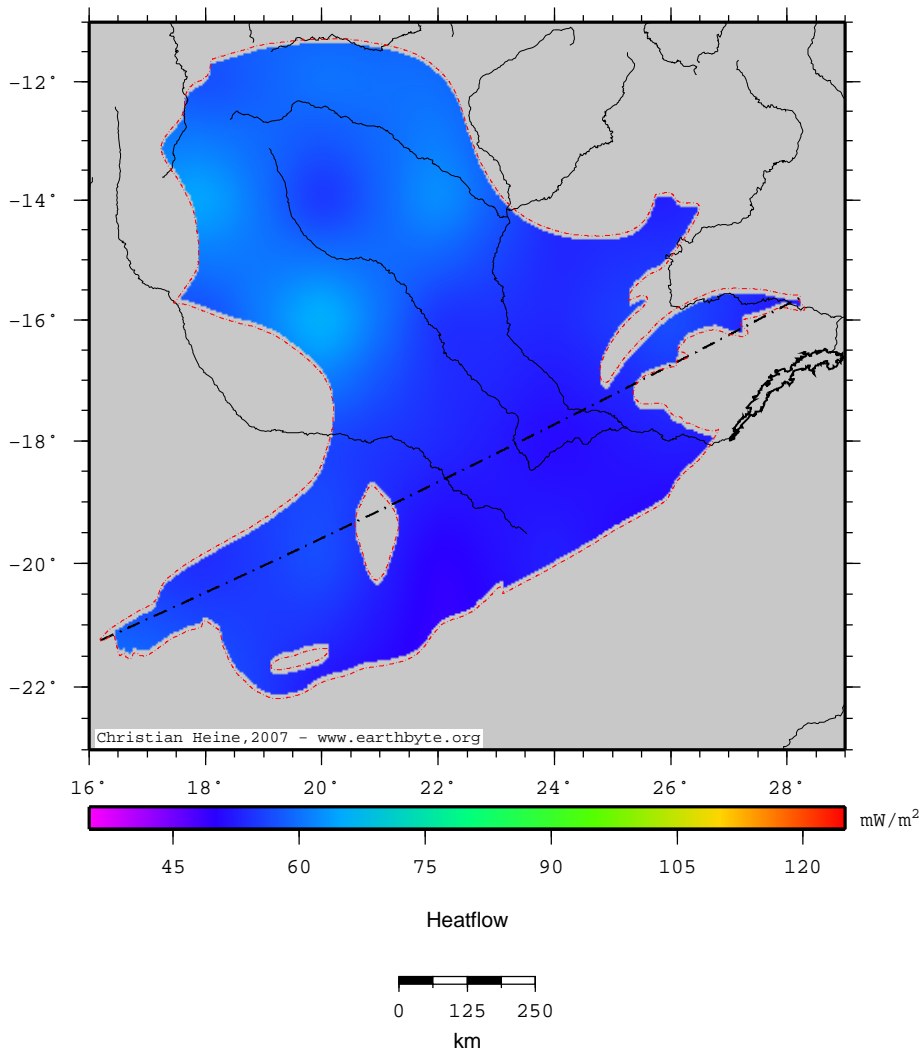 −12°
−14°
−16°
−18°
−20°
−22°
Christian Heine,2007 − www.earthbyte.org
16° 18° 20° 22° 24° 26° 28°
mW/m²
45 60 75 90 105 120
Heatflow
0 125 250
km